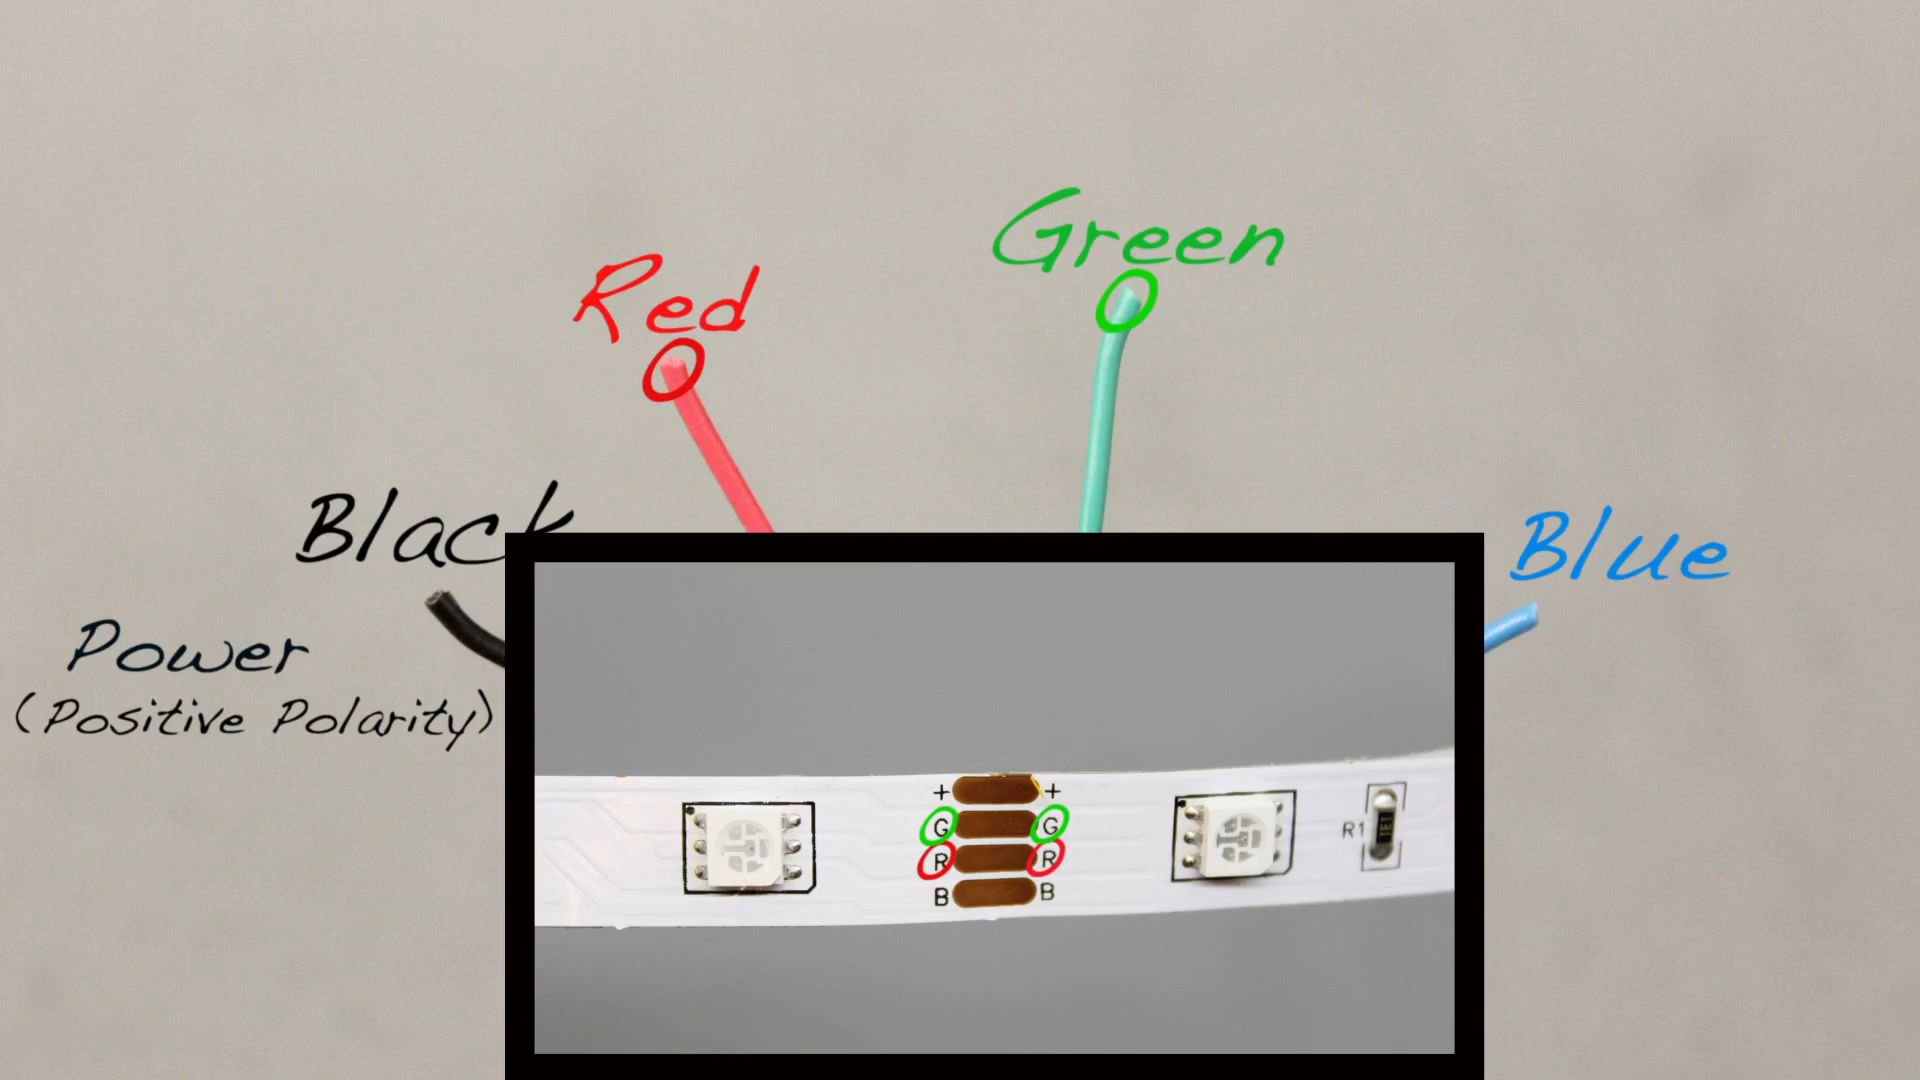 Green
Red
Black
Blue
Power
(Positive Polarity)
+ +
G G
R R
B B
R1